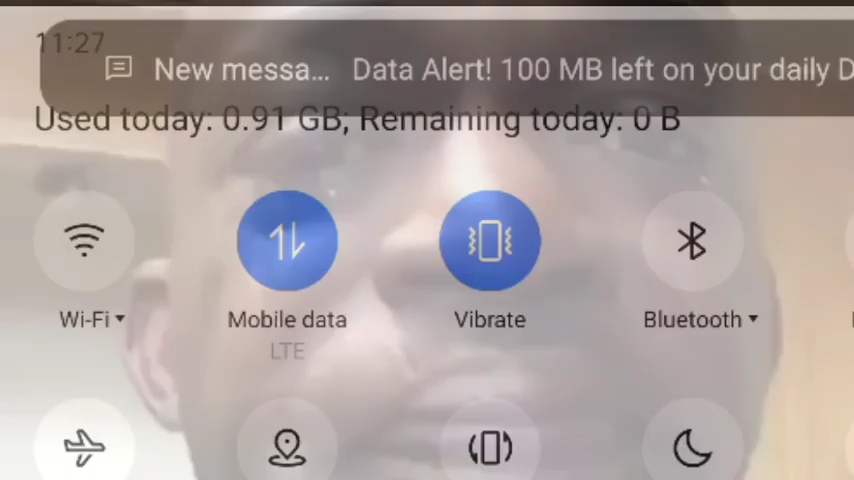 11:27
New messa... Data Alert! 100 MB left on your daily D
Used today: 0.91 GB; Remaining today: 0 B
Wi-Fi Mobile data Vibrate Bluetooth
LTE